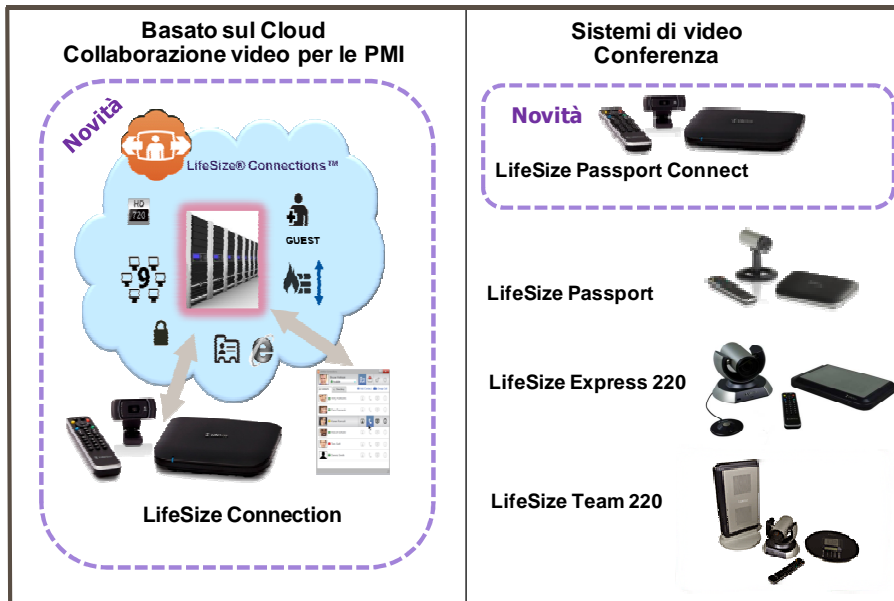 Basato sul Cloud
Collaborazione video per le PMI
Novità
LifeSize® Connections™
HD
720
GUEST
9
LifeSize Connection
Sistemi di video
Conferenza
Novità
LifeSize Passport Connect
LifeSize Passport
LifeSize Express 220
LifeSize Team 220